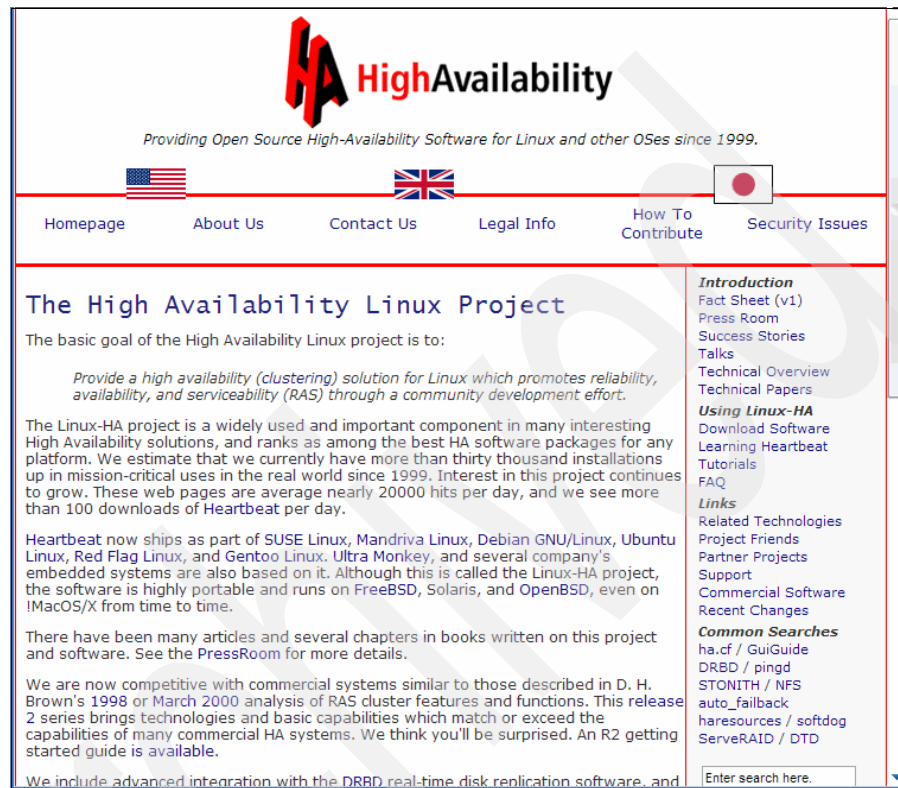 HighAvailability
Providing Open Source High-Availability Software for Linux and other OSes since 1999.
Homepage
About Us
Contact Us
Legal Info
How To
Contribute
Security Issues
The High Availability Linux Project
The basic goal of the High Availability Linux project is to:
Provide a high availability (clustering) solution for Linux which promotes reliability,
availability, and serviceability (RAS) through a community development effort.
The Linux-HA project is a widely used and important component in many interesting
High Availability solutions, and ranks as among the best HA software packages for any
platform. We estimate that we currently have more than thirty thousand installations
up in mission-critical uses in the real world since 1999. Interest in this project continues
to grow. These web pages are average nearly 20000 hits per day, and we see more
than 100 downloads of Heartbeat per day.
Heartbeat now ships as part of SUSE Linux, Mandriva Linux, Debian GNU/Linux, Ubuntu
Linux, Red Flag Linux, and Gentoo Linux. Ultra Monkey, and several company's
embedded systems are also based on it. Although this is called the Linux-HA project,
the software is highly portable and runs on FreeBSD, Solaris, and OpenBSD, even on
!MacOS/X from time to time.
There have been many articles and several chapters in books written on this project
and software. See the PressRoom for more details.
We are now competitive with commercial systems similar to those described in D. H.
Brown's 1998 or March 2000 analysis of RAS cluster features and functions. This release
2 series brings technologies and basic capabilities which match or exceed the
capabilities of many commercial HA systems. We think you'll be surprised. An R2 getting
started guide is available.
We include advanced integration with the DRBD real-time disk replication software, and
Introduction
Fact Sheet (v1)
Press Room
Success Stories
Talks
Technical Overview
Technical Papers
Using Linux-HA
Download Software
Learning Heartbeat
Tutorials
FAQ
Links
Related Technologies
Project Friends
Partner Projects
Support
Commercial Software
Recent Changes
Common Searches
ha.cf / GuiGuide
DRBD / pingd
STONITH / NFS
auto_failback
haresources / softdog
ServeRAID / DTD
Enter search here.